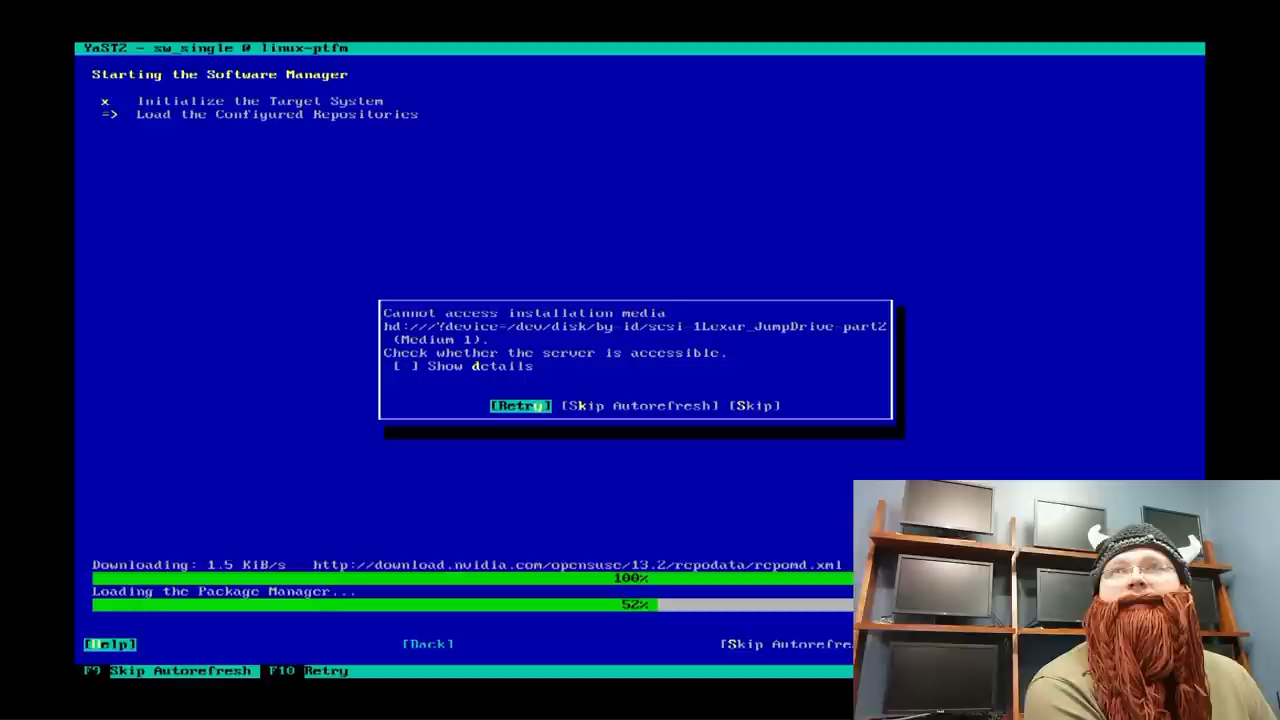 YaST2 - sw_single @ linux-ptfm
Starting the Software Manager
x Initialize the Target System
=> Load the Configured Repositories
Cannot access installation media
hd:///?device=/dev/disk/by-id/scsi-1Lexar_JumpDrive-part2
(Medium 1).
Check whether the server is accessible.
[ ] Show details
[Retry] [Skip Autorefresh] [Skip]
Downloading: 1.5 KiB/s http://download.nvidia.com/opensuse/13.2/repodata/repomd.xml
100%
Loading the Package Manager...
52%
[Help] [Back] [Skip Autorefre
F9 Skip Autorefresh F10 Retry